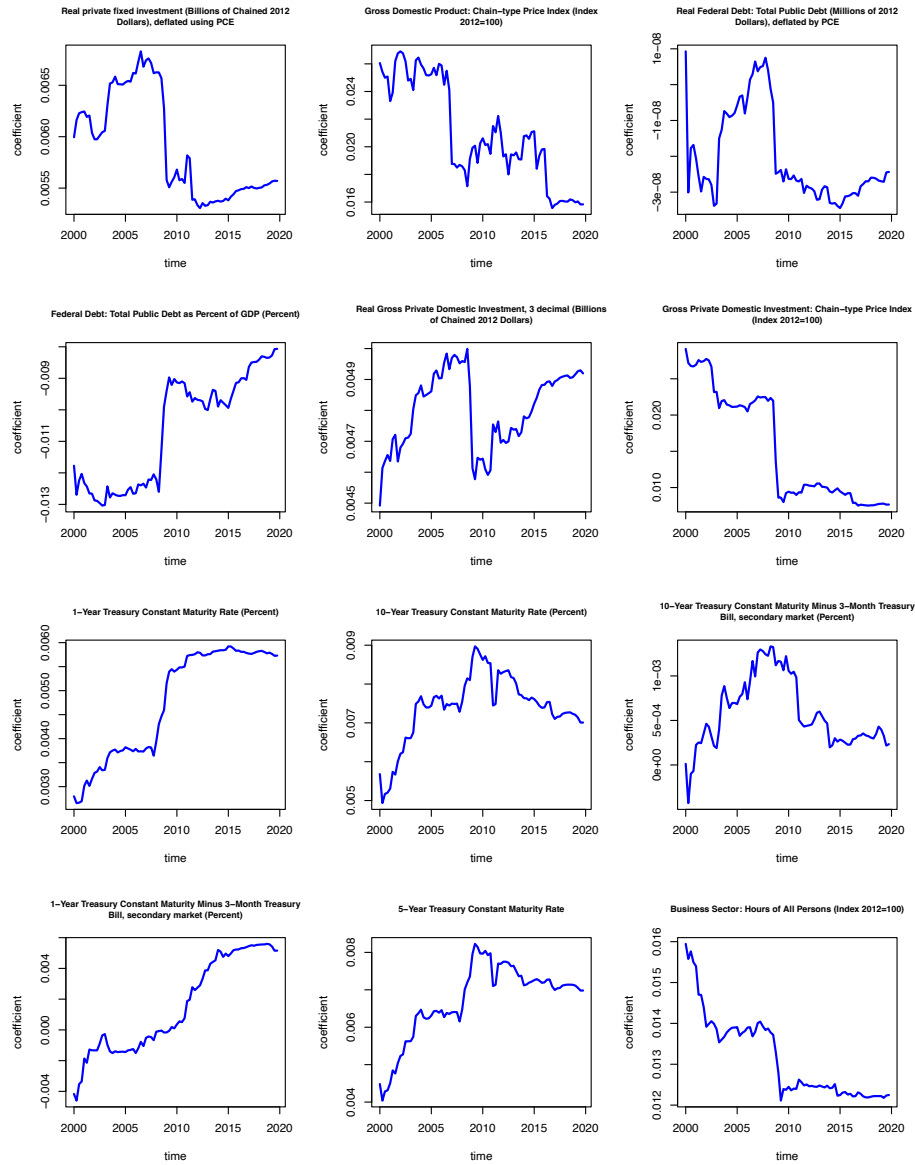 Real private fixed investment (Billions of Chained 2012
Dollars), deflated using PCE
coefficient
0.0055 0.0060 0.0065
2000 2005 2010 2015 2020
time
Gross Domestic Product: Chain−type Price Index (Index
2012=100)
coefficient
0.016 0.020 0.024
2000 2005 2010 2015 2020
time
Real Federal Debt: Total Public Debt (Millions of 2012
Dollars), deflated by PCE
coefficient
−3e−08 −1e−08 1e−08
2000 2005 2010 2015 2020
time
Federal Debt: Total Public Debt as Percent of GDP (Percent)
coefficient
−0.013 −0.011 −0.009
2000 2005 2010 2015 2020
time
Real Gross Private Domestic Investment, 3 decimal (Billions
of Chained 2012 Dollars)
coefficient
0.0045 0.0047 0.0049
2000 2005 2010 2015 2020
time
Gross Private Domestic Investment: Chain−type Price Index
(Index 2012=100)
coefficient
0.010 0.020
2000 2005 2010 2015 2020
time
1−Year Treasury Constant Maturity Rate (Percent)
coefficient
0.0030 0.0040 0.0050 0.0060
2000 2005 2010 2015 2020
time
10−Year Treasury Constant Maturity Rate (Percent)
coefficient
0.005 0.007 0.009
2000 2005 2010 2015 2020
time
10−Year Treasury Constant Maturity Minus 3−Month Treasury
Bill, secondary market (Percent)
coefficient
0e+00 5e−04 1e−03
2000 2005 2010 2015 2020
time
1−Year Treasury Constant Maturity Minus 3−Month Treasury
Bill, secondary market (Percent)
coefficient
−0.004 0.000 0.004
2000 2005 2010 2015 2020
time
5−Year Treasury Constant Maturity Rate
coefficient
0.004 0.006 0.008
2000 2005 2010 2015 2020
time
Business Sector: Hours of All Persons (Index 2012=100)
coefficient
0.012 0.013 0.014 0.015 0.016
2000 2005 2010 2015 2020
time